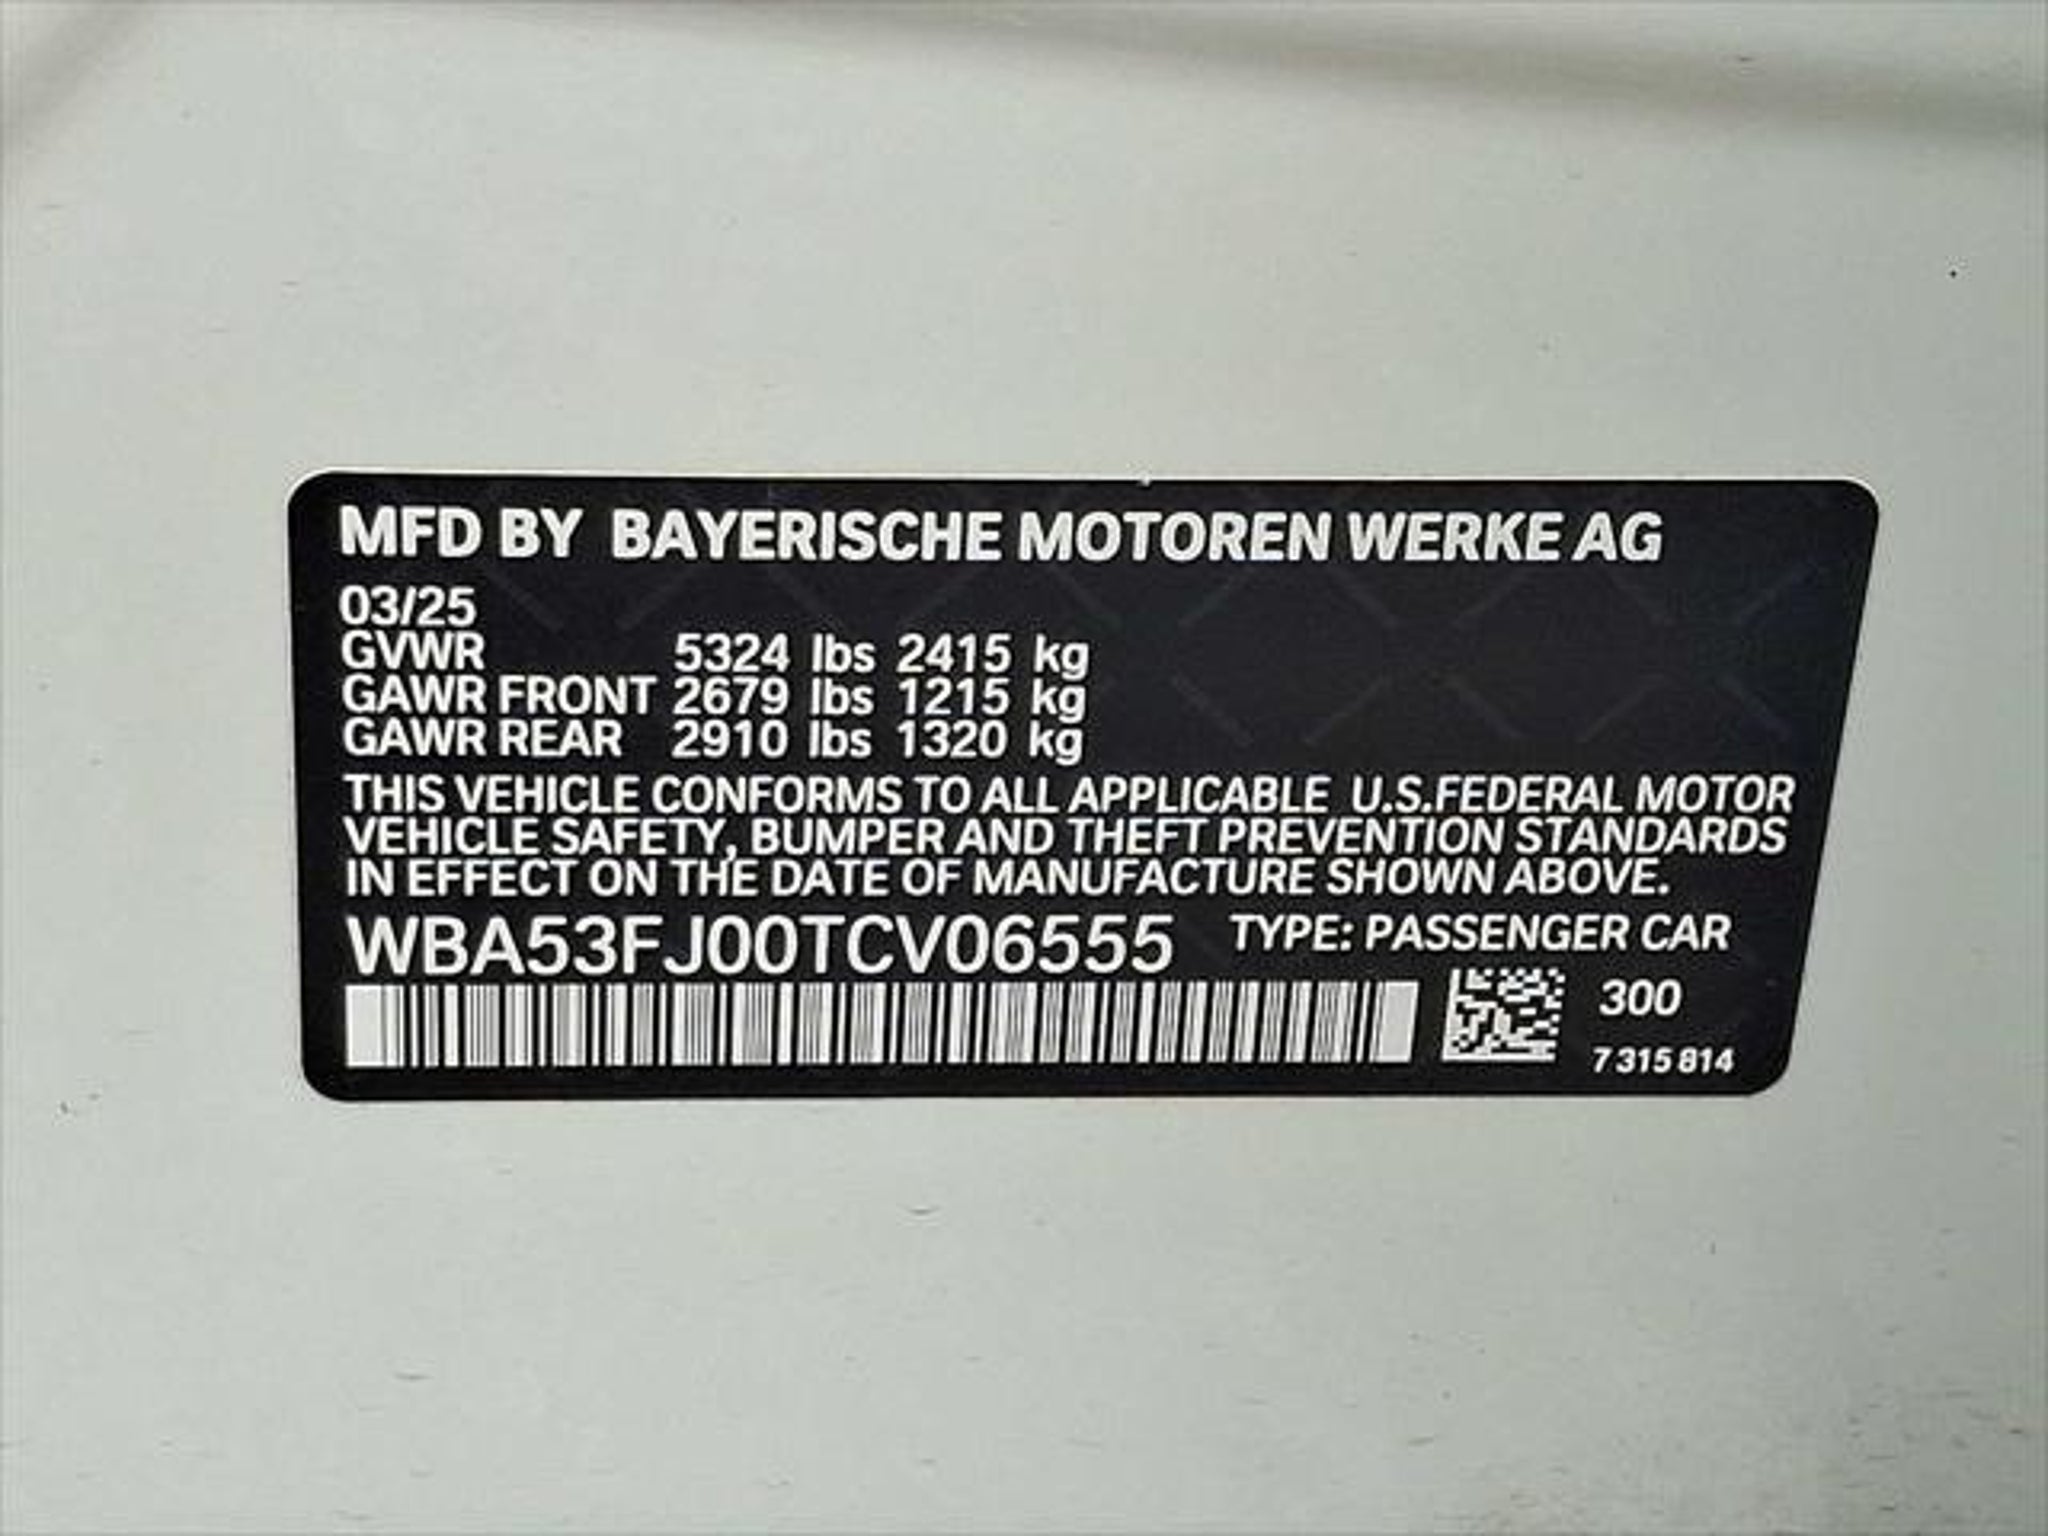 MFD BY BAYERISCHE MOTOREN WERKE AG
03/25
GVWR 5324 lbs 2415 kg
GAWR FRONT 2679 lbs 1215 kg
GAWR REAR 2910 lbs 1320 kg
THIS VEHICLE CONFORMS TO ALL APPLICABLE U.S.FEDERAL MOTOR
VEHICLE SAFETY, BUMPER AND THEFT PREVENTION STANDARDS
IN EFFECT ON THE DATE OF MANUFACTURE SHOWN ABOVE.
WBA53FJ00TCV06555 TYPE: PASSENGER CAR
300
7 315 814